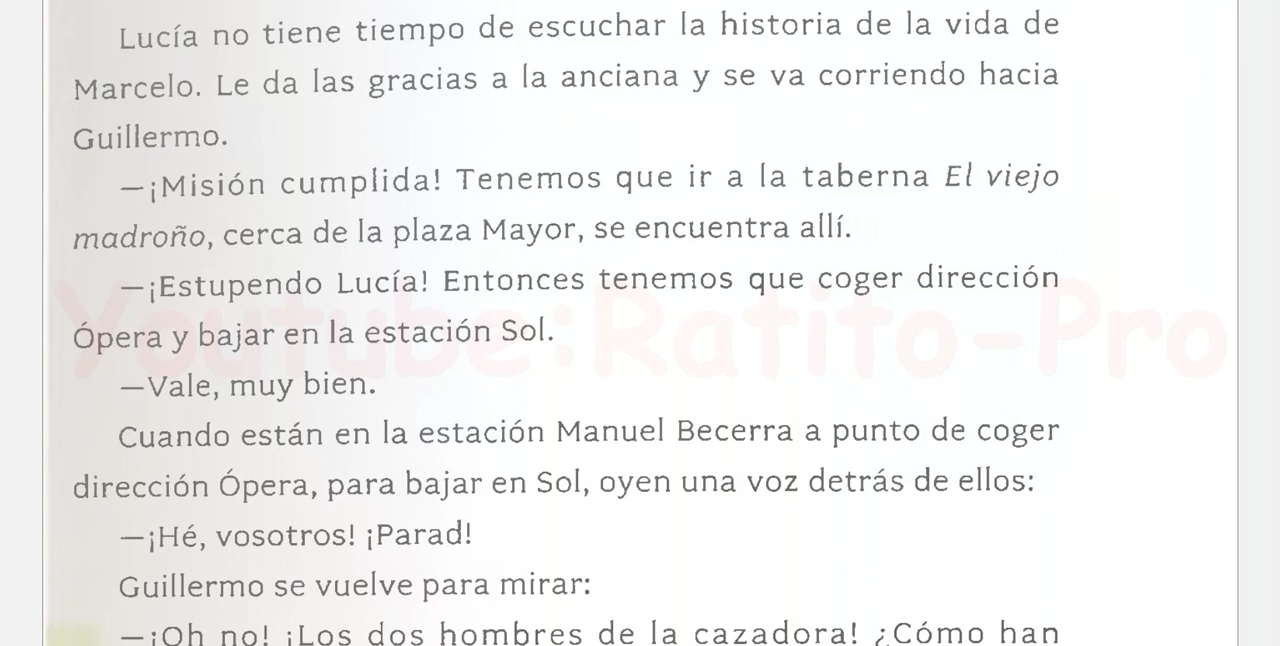 Lucía no tiene tiempo de escuchar la historia de la vida de
Marcelo. Le da las gracias a la anciana y se va corriendo hacia
Guillermo.
—¡Misión cumplida! Tenemos que ir a la taberna El viejo
madroño, cerca de la plaza Mayor, se encuentra allí.
—¡Estupendo Lucía! Entonces tenemos que coger dirección
Ópera y bajar en la estación Sol.
Youtube:Ratito-Pro
—Vale, muy bien.
Cuando están en la estación Manuel Becerra a punto de coger
dirección Ópera, para bajar en Sol, oyen una voz detrás de ellos:
—¡Hé, vosotros! ¡Parad!
Guillermo se vuelve para mirar:
—¡Oh no! ¡Los dos hombres de la cazadora! ¿Cómo han